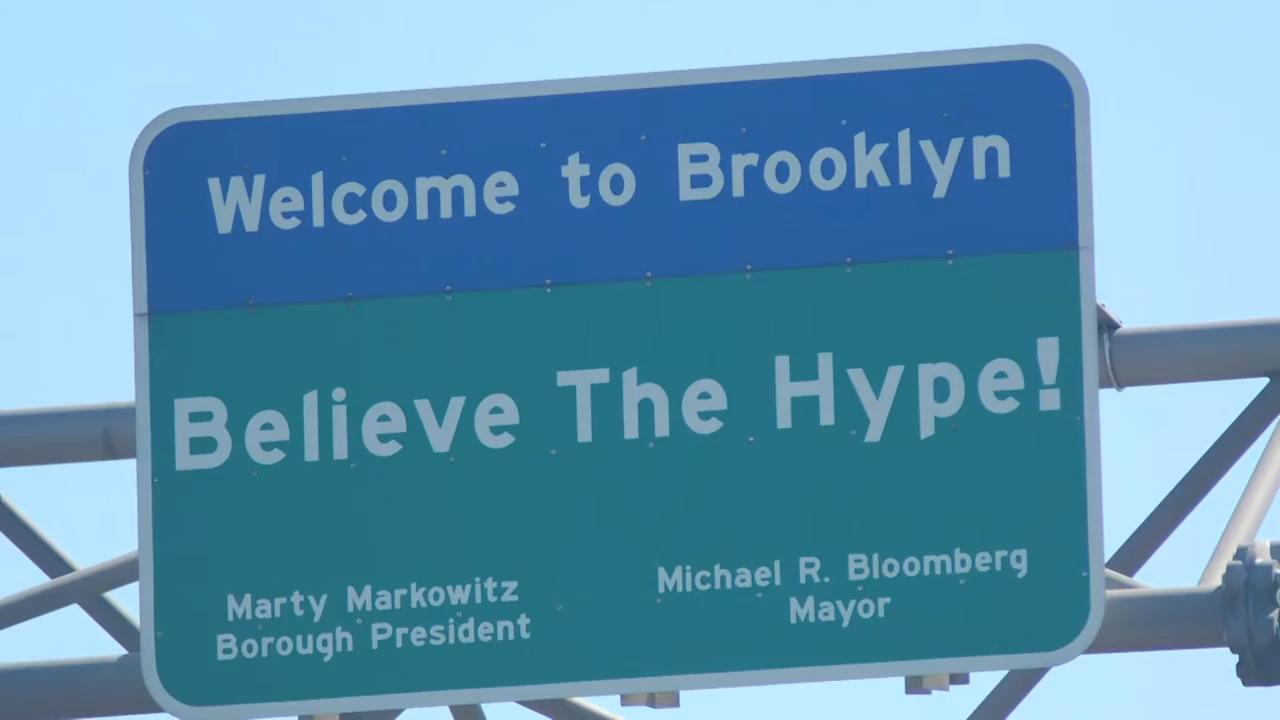 Welcome to Brooklyn
Believe The Hype!
Marty Markowitz
Borough President
Michael R. Bloomberg
Mayor